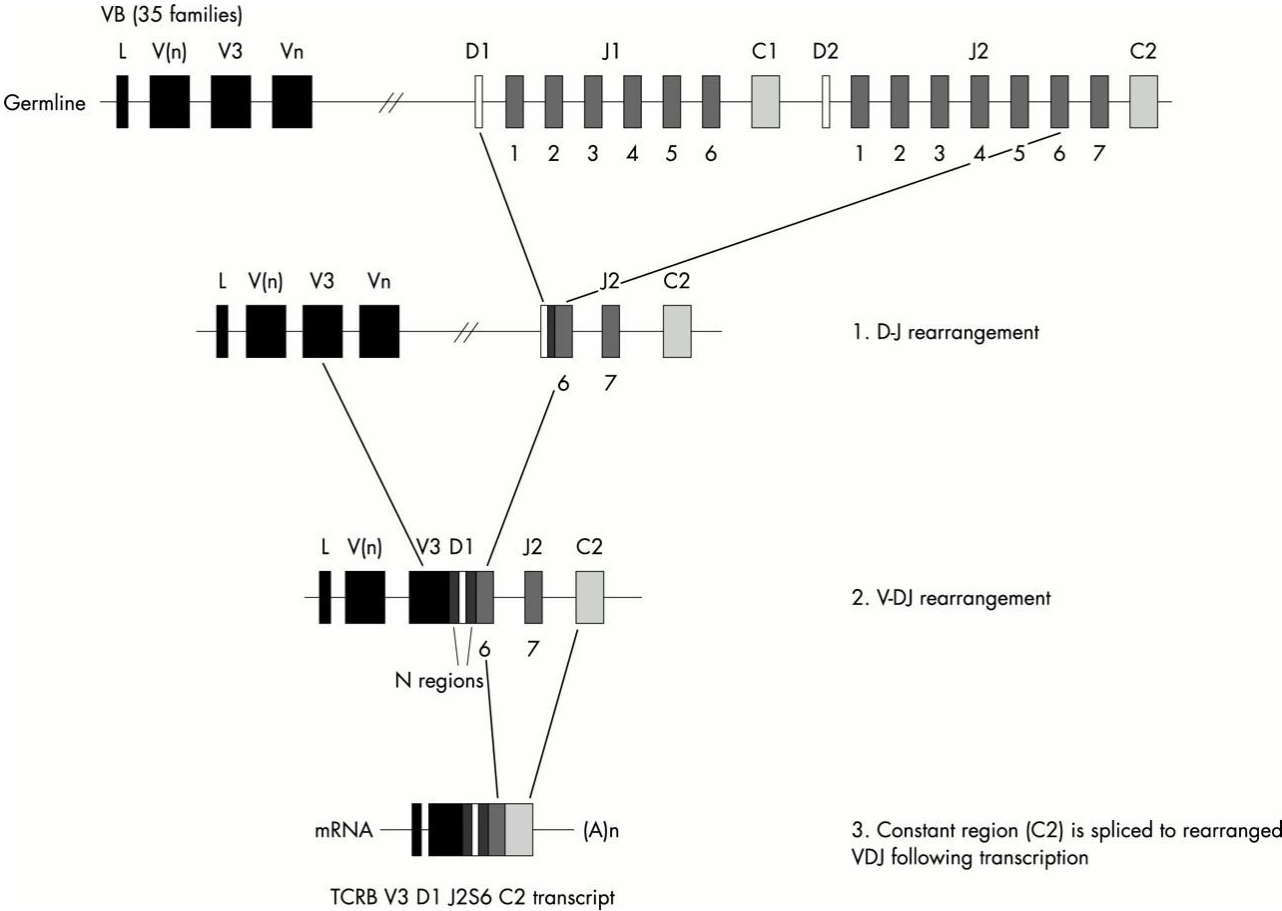 VB (35 families)
L V(n) V3 Vn D1 J1 C1 D2 J2 C2
Germline
1 2 3 4 5 6 1 2 3 4 5 6 7
L V(n) V3 Vn J2 C2
1. D-J rearrangement
6 7
L V(n) V3 D1 J2 C2
2. V-DJ rearrangement
6 7
N regions
mRNA (A)n
3. Constant region (C2) is spliced to rearranged
VDJ following transcription
TCRB V3 D1 J2S6 C2 transcript